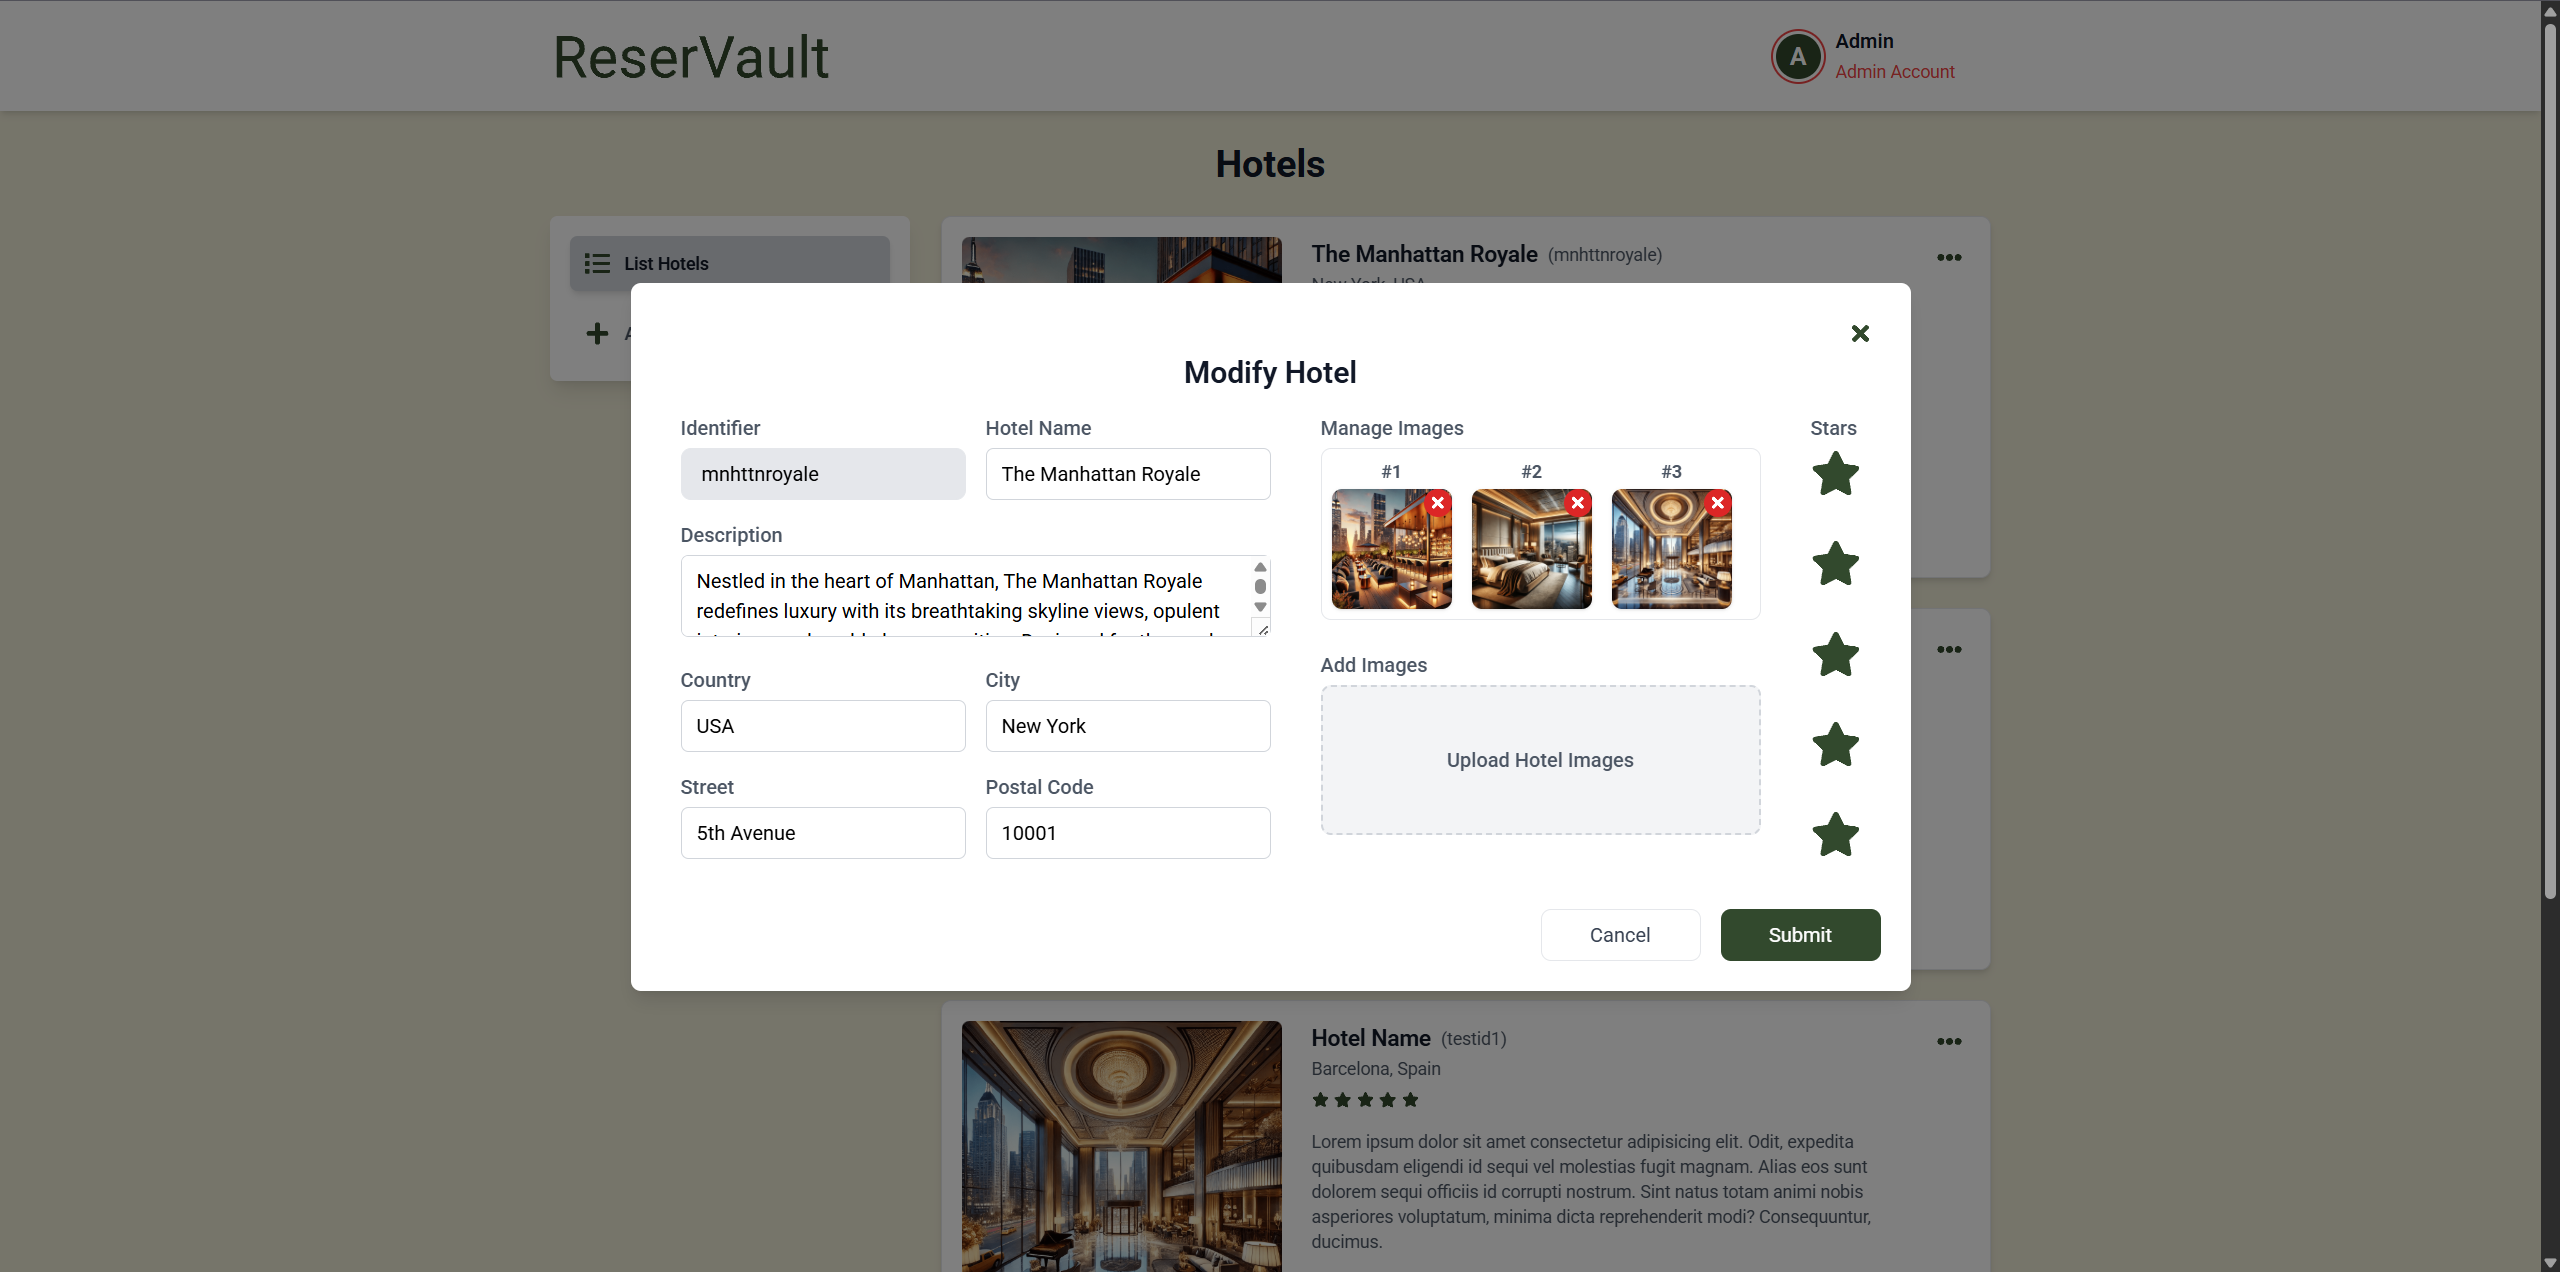 ReserVault
A
Admin
Admin Account
Hotels
List Hotels
The Manhattan Royale (mnhttnroyale)
New York, USA
Modify Hotel
Identifier
mnhttnroyale
Hotel Name
The Manhattan Royale
Description
Nestled in the heart of Manhattan, The Manhattan Royale
redefines luxury with its breathtaking skyline views, opulent
Country
USA
City
New York
Street
5th Avenue
Postal Code
10001
Manage Images
#1
#2
#3
Add Images
Upload Hotel Images
Stars
Cancel
Submit
Hotel Name (testid1)
Barcelona, Spain
Lorem ipsum dolor sit amet consectetur adipisicing elit. Odit, expedita
quibusdam eligendi id sequi vel molestias fugit magnam. Alias eos sunt
dolorem sequi officiis id corrupti nostrum. Sint natus totam animi nobis
asperiores voluptatum, minima dicta reprehenderit modi? Consequuntur,
ducimus.